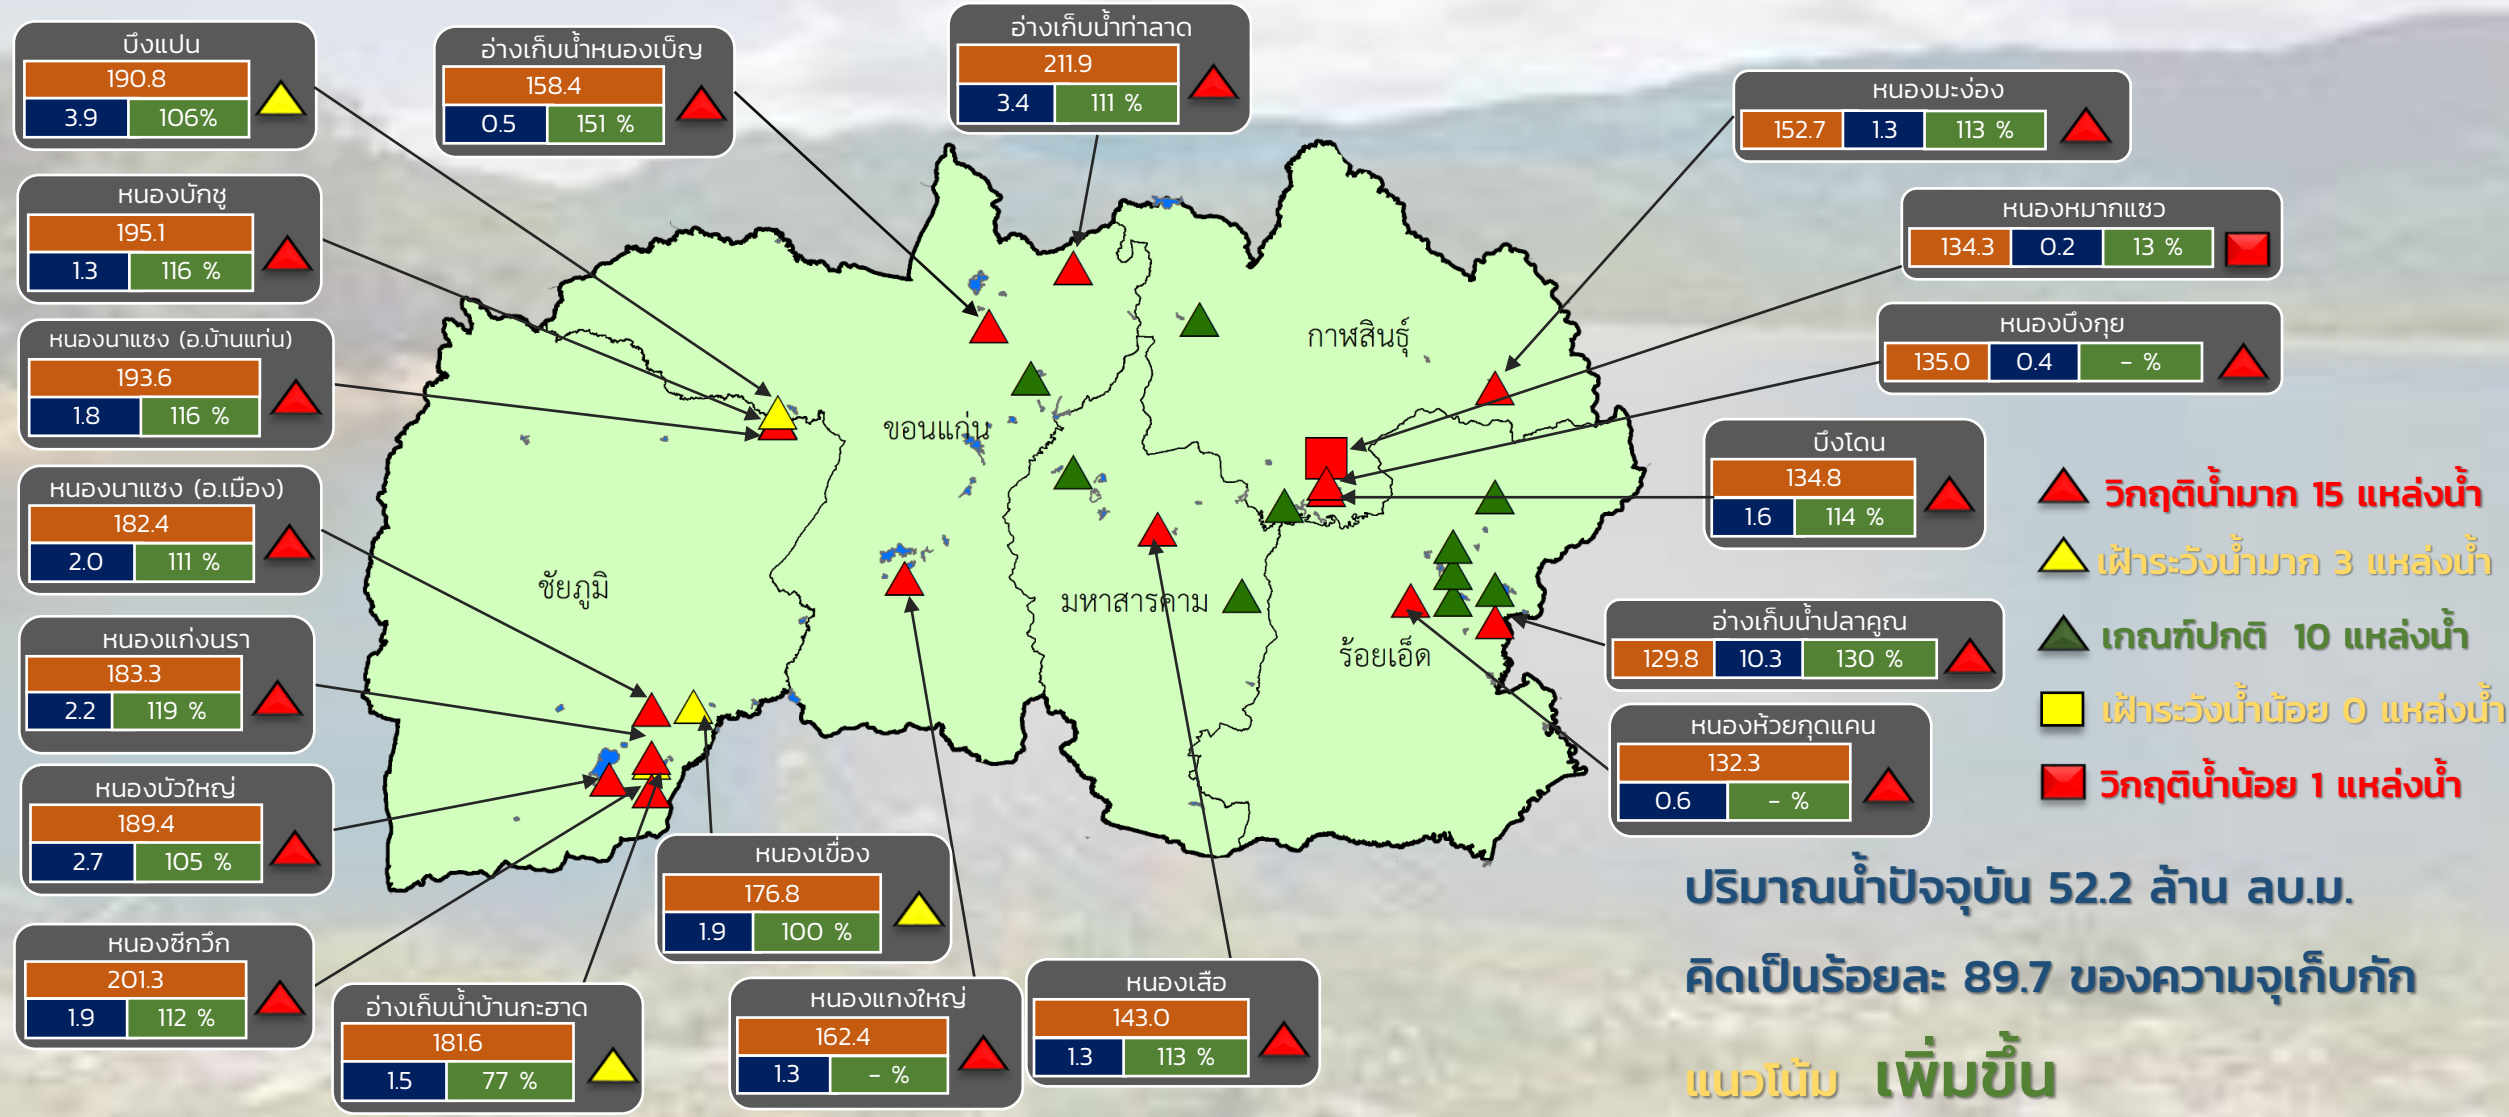 บึงแปน
190.8
3.9 106%
อ่างเก็บน้ำหนองเบ็ญ
158.4
0.5 151 %
อ่างเก็บน้ำท่าลาด
211.9
3.4 111 %
หนองมะง่อง
152.7 1.3 113 %
หนองบักชู
195.1
1.3 116 %
หนองหมากแซว
134.3 0.2 13 %
หนองนาแซง (อ.บ้านแท่น)
193.6
1.8 116 %
หนองบึงกุย
135.0 0.4 - %
กาฬสินธุ์
ขอนแก่น
ชัยภูมิ
มหาสารคาม
ร้อยเอ็ด
บึงโดน
134.8
1.6 114 %
หนองนาแซง (อ.เมือง)
182.4
2.0 111 %
วิกฤติน้ำมาก 15 แหล่งน้ำ
เฝ้าระวังน้ำมาก 3 แหล่งน้ำ
เกณฑ์ปกติ 10 แหล่งน้ำ
เฝ้าระวังน้ำน้อย 0 แหล่งน้ำ
วิกฤติน้ำน้อย 1 แหล่งน้ำ
หนองแก่งนรา
183.3
2.2 119 %
อ่างเก็บน้ำปลาคูณ
129.8 10.3 130 %
หนองห้วยกุดแคน
132.3
0.6 - %
หนองบัวใหญ่
189.4
2.7 105 %
หนองเขื่อง
176.8
1.9 100 %
หนองซีกวึก
201.3
1.9 112 %
อ่างเก็บน้ำบ้านกะฮาด
181.6
1.5 77 %
หนองแกงใหญ่
162.4
1.3 - %
หนองเสือ
143.0
1.3 113 %
ปริมาณน้ำปัจจุบัน 52.2 ล้าน ลบ.ม.
คิดเป็นร้อยละ 89.7 ของความจุเก็บกัก
แนวโน้ม เพิ่มขึ้น